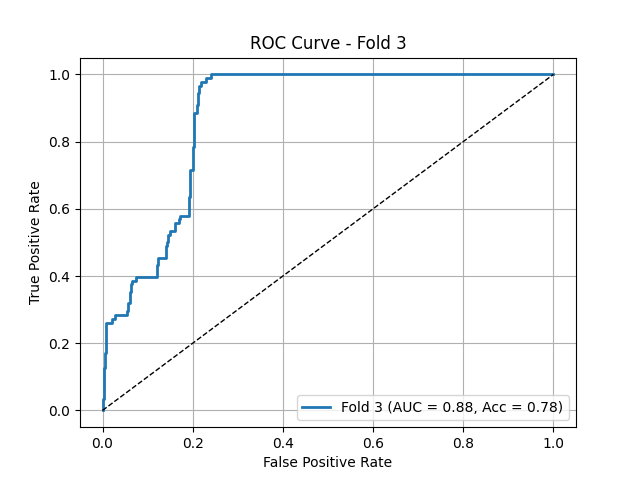 ROC Curve - Fold 3
True Positive Rate
1.0
0.8
0.6
0.4
0.2
0.0
Fold 3 (AUC = 0.88, Acc = 0.78)
0.0 0.2 0.4 0.6 0.8 1.0
False Positive Rate